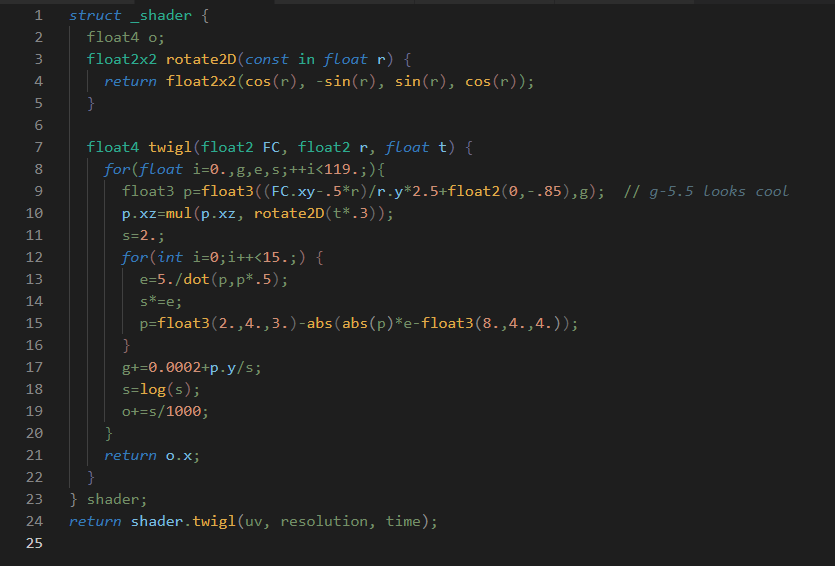 1 struct _shader {
2 float4 o;
3 float2x2 rotate2D(const in float r) {
4 return float2x2(cos(r), -sin(r), sin(r), cos(r));
5 }
6
7 float4 twigl(float2 FC, float2 r, float t) {
8 for(float i=0.,g,e,s;++i<119.;){
9 float3 p=float3((FC.xy-.5*r)/r.y*2.5+float2(0,-.85),g);  // g-5.5 looks cool
10 p.xz=mul(p.xz, rotate2D(t*.3));
11 s=2.;
12 for(int i=0;i++<15.;) {
13 e=5./dot(p,p*.5);
14 s*=e;
15 p=float3(2.,4.,3.)-abs(abs(p)*e-float3(8.,4.,4.));
16 }
17 g+=0.0002+p.y/s;
18 s=log(s);
19 o+=s/1000;
20 }
21 return o.x;
22 }
23 } shader;
24 return shader.twigl(uv, resolution, time);
25